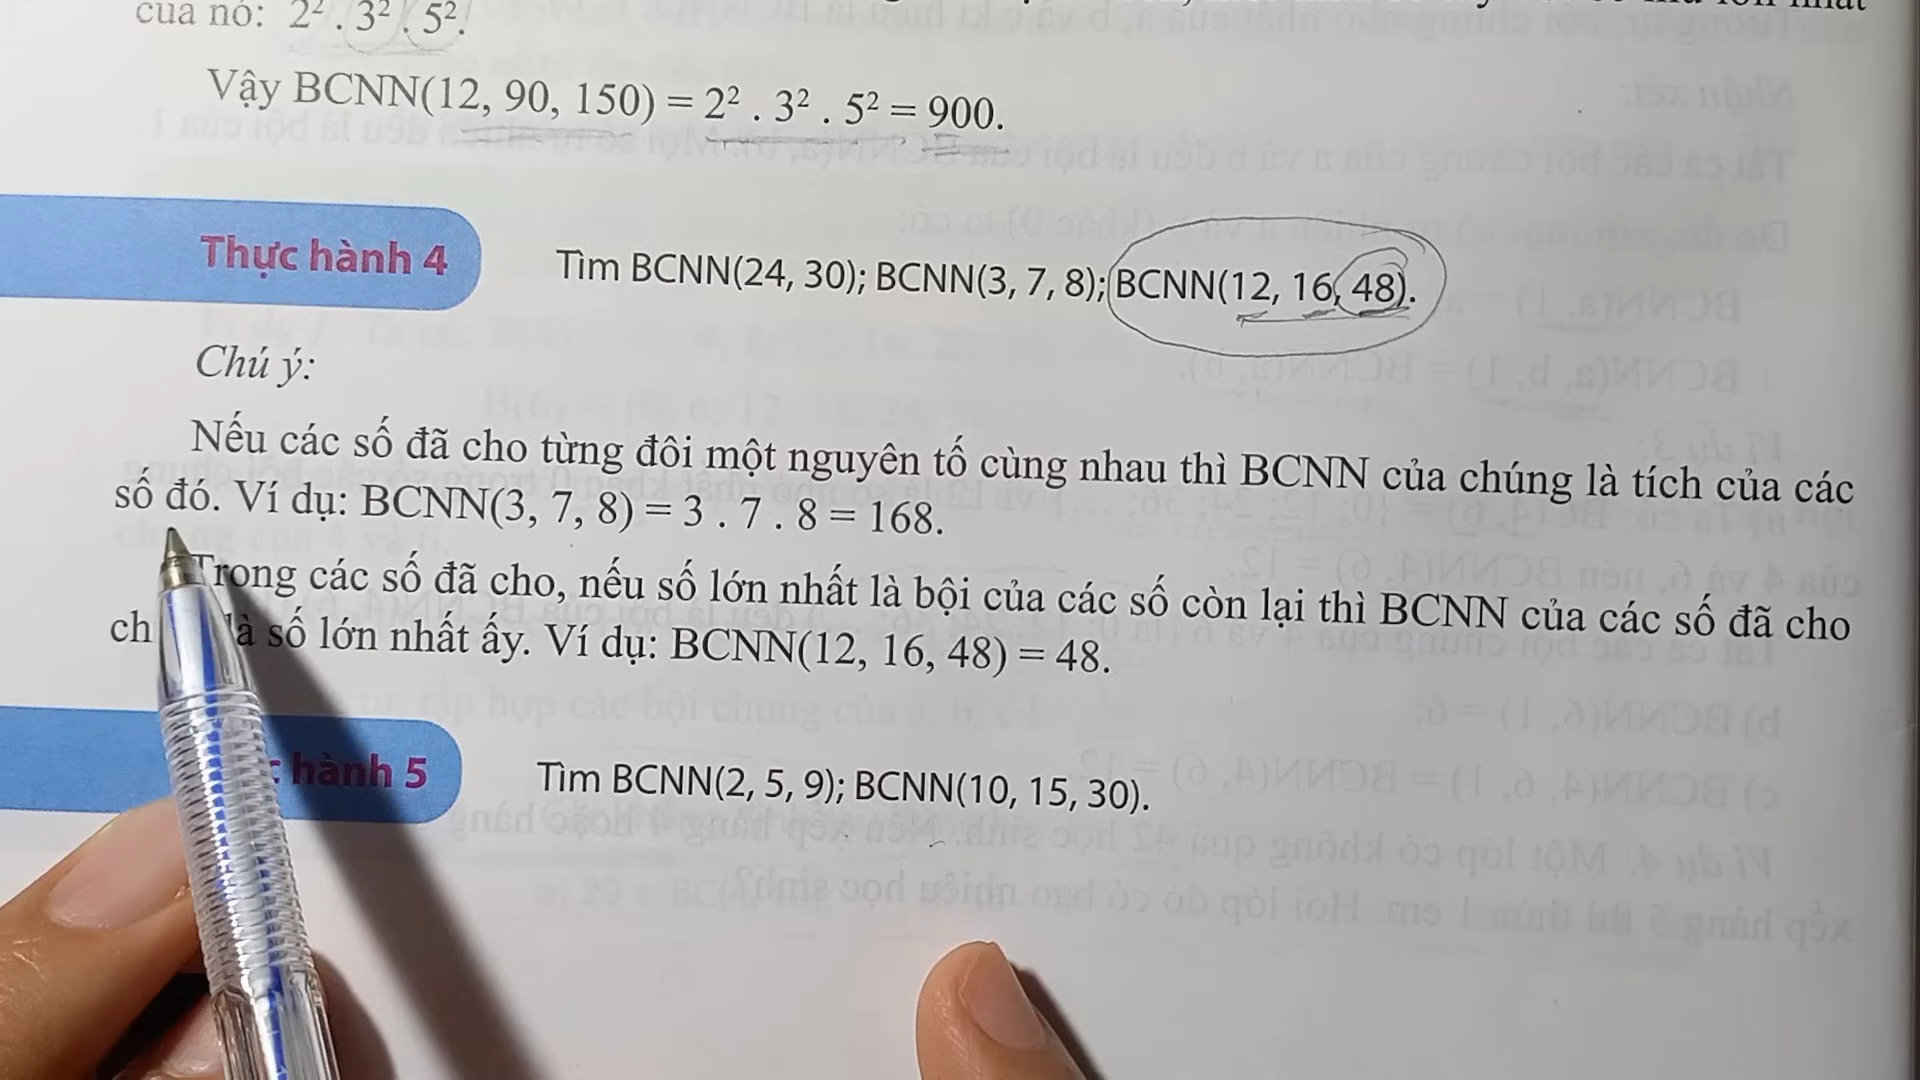 của nó: 2² . 3² . 5².
Vậy BCNN(12, 90, 150) = 2² . 3² . 5² = 900.
Thực hành 4
Tìm BCNN(24, 30); BCNN(3, 7, 8); BCNN(12, 16, 48).
Chú ý:
Nếu các số đã cho từng đôi một nguyên tố cùng nhau thì BCNN của chúng là tích của các
số đó. Ví dụ: BCNN(3, 7, 8) = 3 . 7 . 8 = 168.
Trong các số đã cho, nếu số lớn nhất là bội của các số còn lại thì BCNN của các số đã cho
là số lớn nhất ấy. Ví dụ: BCNN(12, 16, 48) = 48.
hành 5
Tìm BCNN(2, 5, 9); BCNN(10, 15, 30).